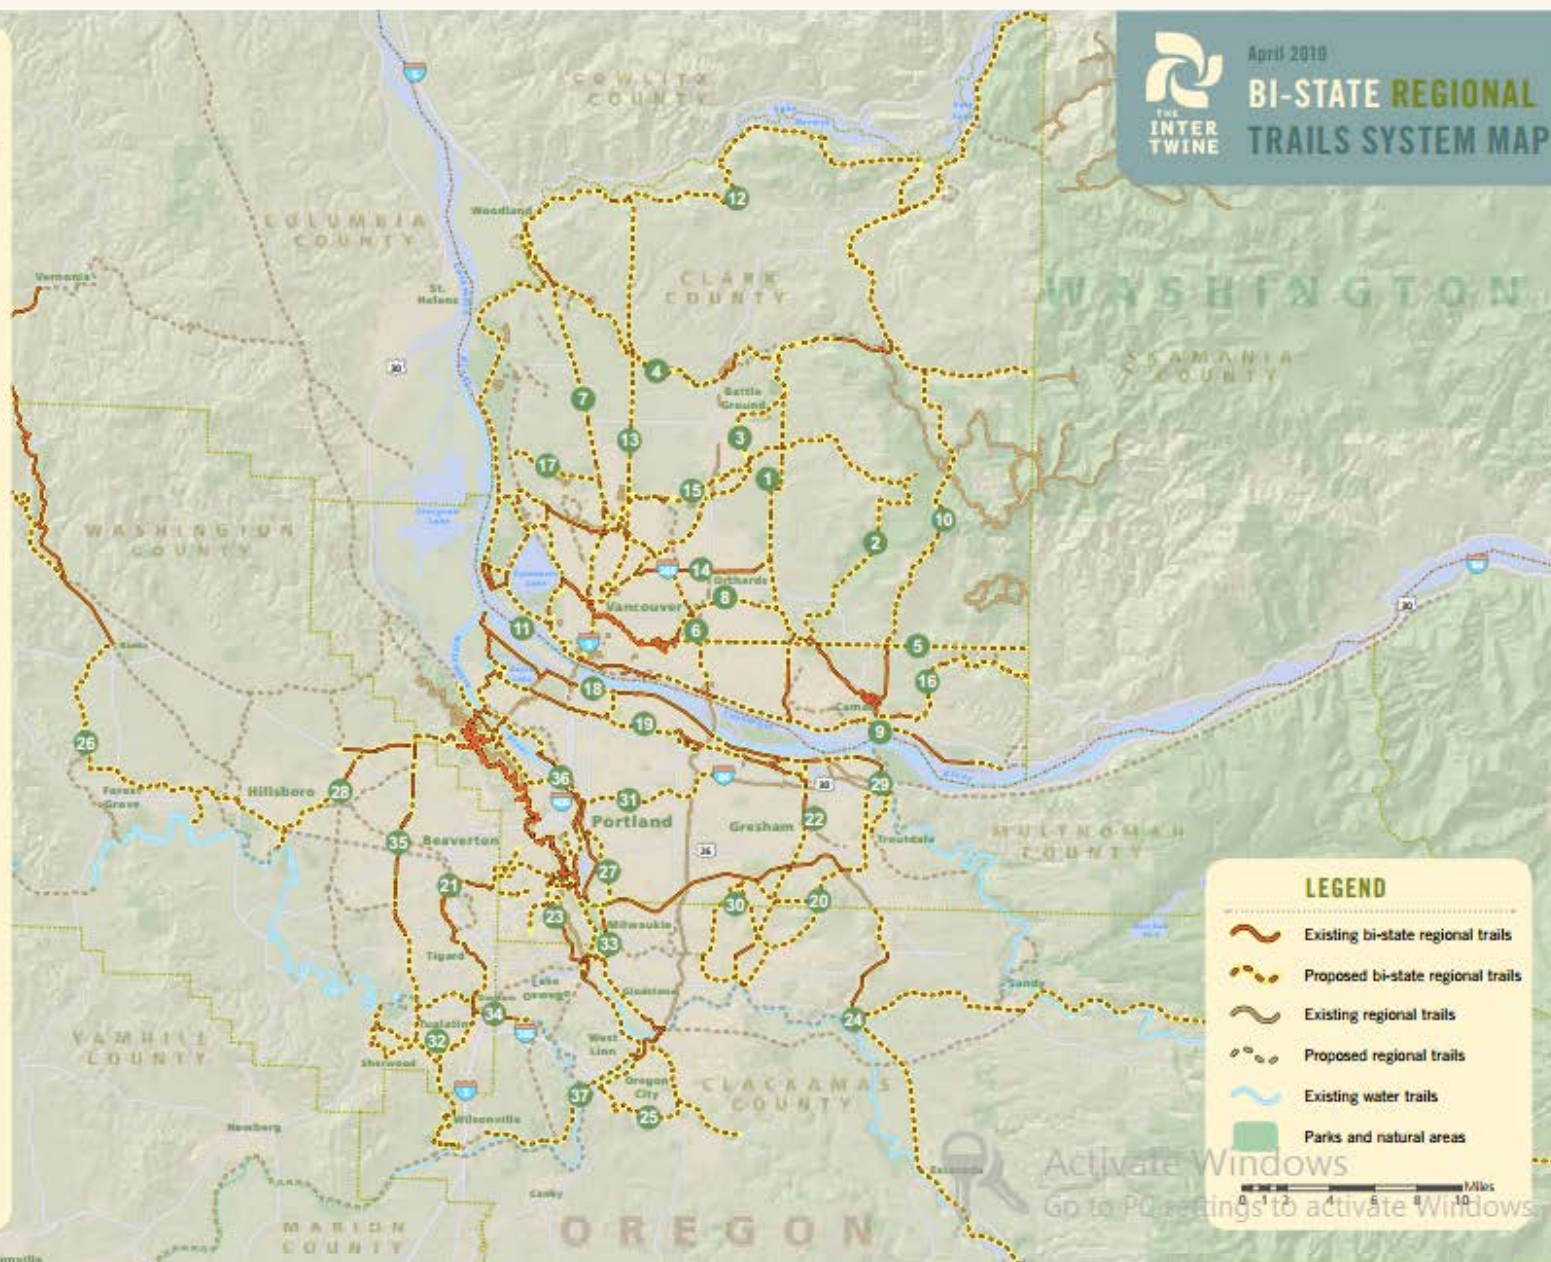 April 2010
BI-STATE REGIONAL
TRAILS SYSTEM MAP
THE
INTER
TWINE
COWLITZ
COUNTY
12
Woodland
COLUMBIA
COUNTY
CLARK
COUNTY
Vernonia
St.
Helens
WASHINGTON
30
4
SKAMANIA
COUNTY
7
Battle
Ground
13
3
17
15
1
WASHINGTON
COUNTY
10
2
14
Orchards
8
Vancouver
11
6
5
16
18
Camas
19
9
26
36
29
30
28
Hillsboro
Forest
Grove
31
Portland
Gresham
22
Troutdale
MULTNOMAH
COUNTY
35
Beaverton
26
21
27
30
20
23
Milwaukie
33
Tigard
Lake
Oswego
Gladstone
Sandy
34
24
Tualatin
32
West
Linn
Sherwood
YAMHILL
COUNTY
37
Oregon
City
25
CLACKAMAS
COUNTY
Newberg
Wilsonville
Canby
Estacada
MARION
COUNTY
OREGON
LEGEND
Existing bi-state regional trails
Proposed bi-state regional trails
Existing regional trails
Proposed regional trails
Existing water trails
Parks and natural areas
0 1 2 4 6 8 10 Miles
Activate Windows
Go to PC settings to activate Windows.